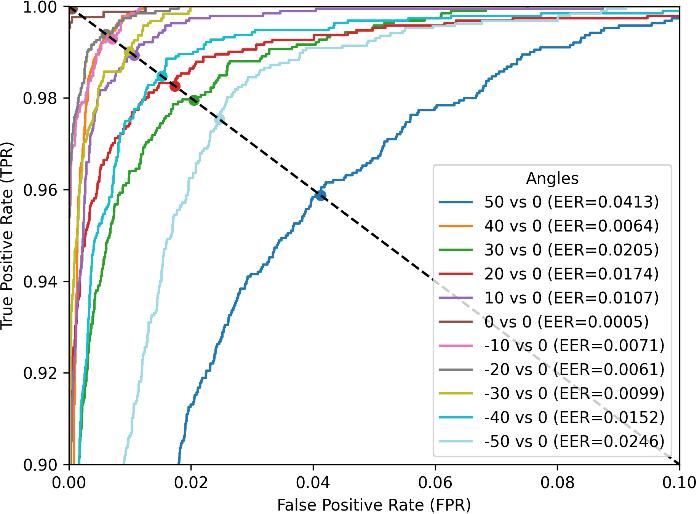 1.00
0.98
0.96
0.94
0.92
0.90
True Positive Rate (TPR)
Angles
50 vs 0 (EER=0.0413)
40 vs 0 (EER=0.0064)
30 vs 0 (EER=0.0205)
20 vs 0 (EER=0.0174)
10 vs 0 (EER=0.0107)
0 vs 0 (EER=0.0005)
-10 vs 0 (EER=0.0071)
-20 vs 0 (EER=0.0061)
-30 vs 0 (EER=0.0099)
-40 vs 0 (EER=0.0152)
-50 vs 0 (EER=0.0246)
0.00 0.02 0.04 0.06 0.08 0.10
False Positive Rate (FPR)